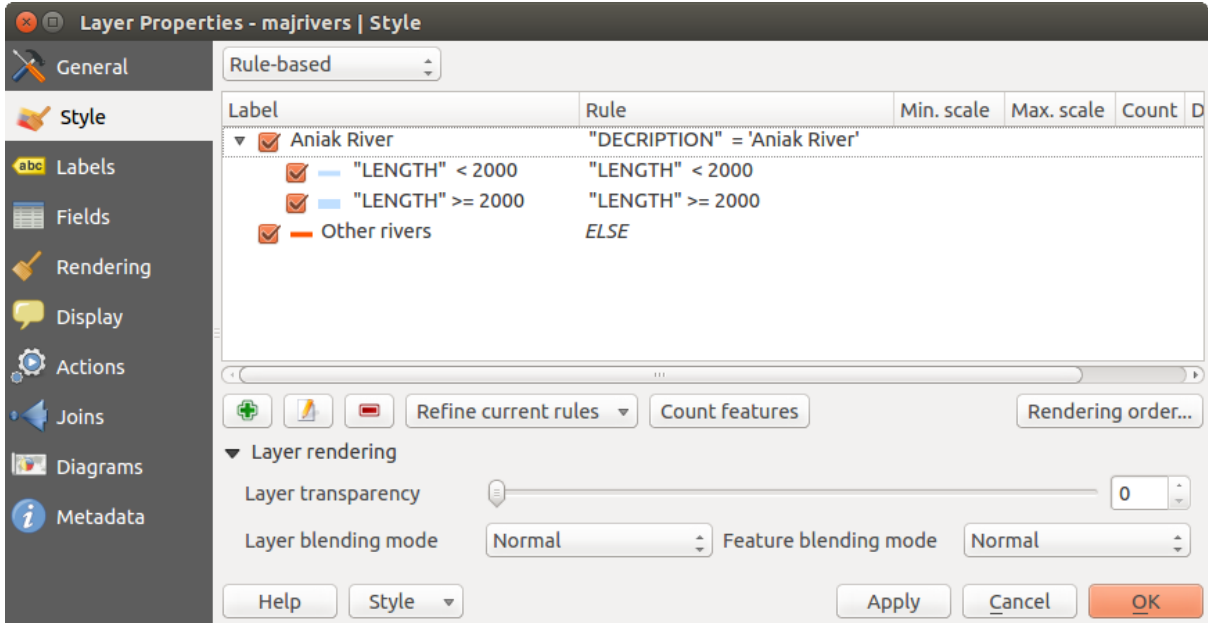 Layer Properties - majrivers | Style
General
Style
Labels
Fields
Rendering
Display
Actions
Joins
Diagrams
Metadata
Rule-based
Label Rule Min. scale Max. scale Count D
Aniak River "DECRIPTION" = 'Aniak River'
"LENGTH" < 2000 "LENGTH" < 2000
"LENGTH" >= 2000 "LENGTH" >= 2000
Other rivers ELSE
Refine current rules Count features Rendering order...
Layer rendering
Layer transparency 0
Layer blending mode Normal Feature blending mode Normal
Help Style Apply Cancel OK
abc